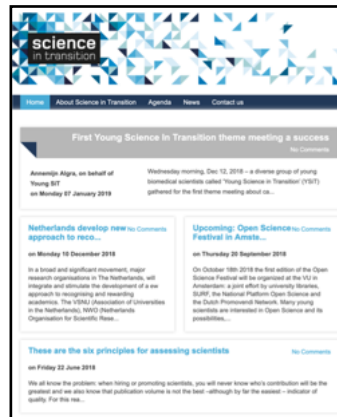 science
in transition
Home About Science in Transition Agenda News Contact us
First Young Science In Transition theme meeting a success
No Comments
Annemijn Algra, on behalf of
Young SiT
on Monday 07 January 2019
Wednesday morning, Dec 12, 2018 – a diverse group of young
biomedical scientists called 'Young Science in Transition' (YSiT)
gathered for the first theme meeting about ca...
Netherlands develop new
approach to reco...
No Comments
on Monday 10 December 2018
In a broad and significant movement, major
research organisations in The Netherlands, will
integrate and stimulate the development of a ew
approach to recognising and rewarding
academics. The VSNU (Association of Universities
in the Netherlands), NWO (Netherlands
Organisation for Scientific Rese...
Upcoming: Open Science
Festival in Amste...
No Comments
on Thursday 20 September 2018
On October 18th 2018 the first edition of the Open
Science Festival will be organized at the VU in
Amsterdam: a joint effort by university libraries,
SURF, the National Platform Open Science and
the Dutch Promovendi Network. Many young
scientists are interested in Open Science and its
possibilities,...
These are the six principles for assessing scientists
No Comments
on Friday 22 June 2018
We all know the problem: when hiring or promoting scientists, you will never know who's contribution will be the
greatest and we also know that publication volume is not the best –although by far the easiest – indicator of
quality. For this rea...